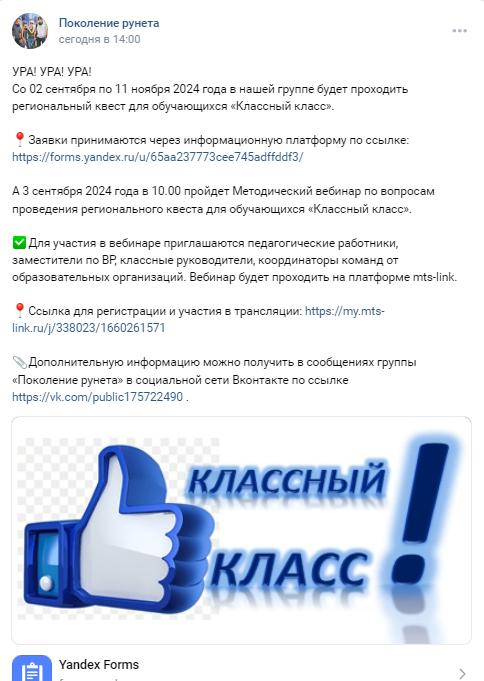 Поколение рунета
сегодня в 14:00
УРА! УРА! УРА!
Со 02 сентября по 11 ноября 2024 года в нашей группе будет проходить
региональный квест для обучающихся «Классный класс».
Заявки принимаются через информационную платформу по ссылке:
https://forms.yandex.ru/u/65aa237773cee745adffddf3/
А 3 сентября 2024 года в 10.00 пройдет Методический вебинар по вопросам
проведения регионального квеста для обучающихся «Классный класс».
Для участия в вебинаре приглашаются педагогические работники,
заместители по ВР, классные руководители, координаторы команд от
образовательных организаций. Вебинар будет проходить на платформе mts-link.
Ссылка для регистрации и участия в трансляции: https://my.mts-
link.ru/j/338023/1660261571
Дополнительную информацию можно получить в сообщениях группы
«Поколение рунета» в социальной сети Вконтакте по ссылке
https://vk.com/public175722490 .
КЛАССНЫЙ
КЛАСС !
Yandex Forms